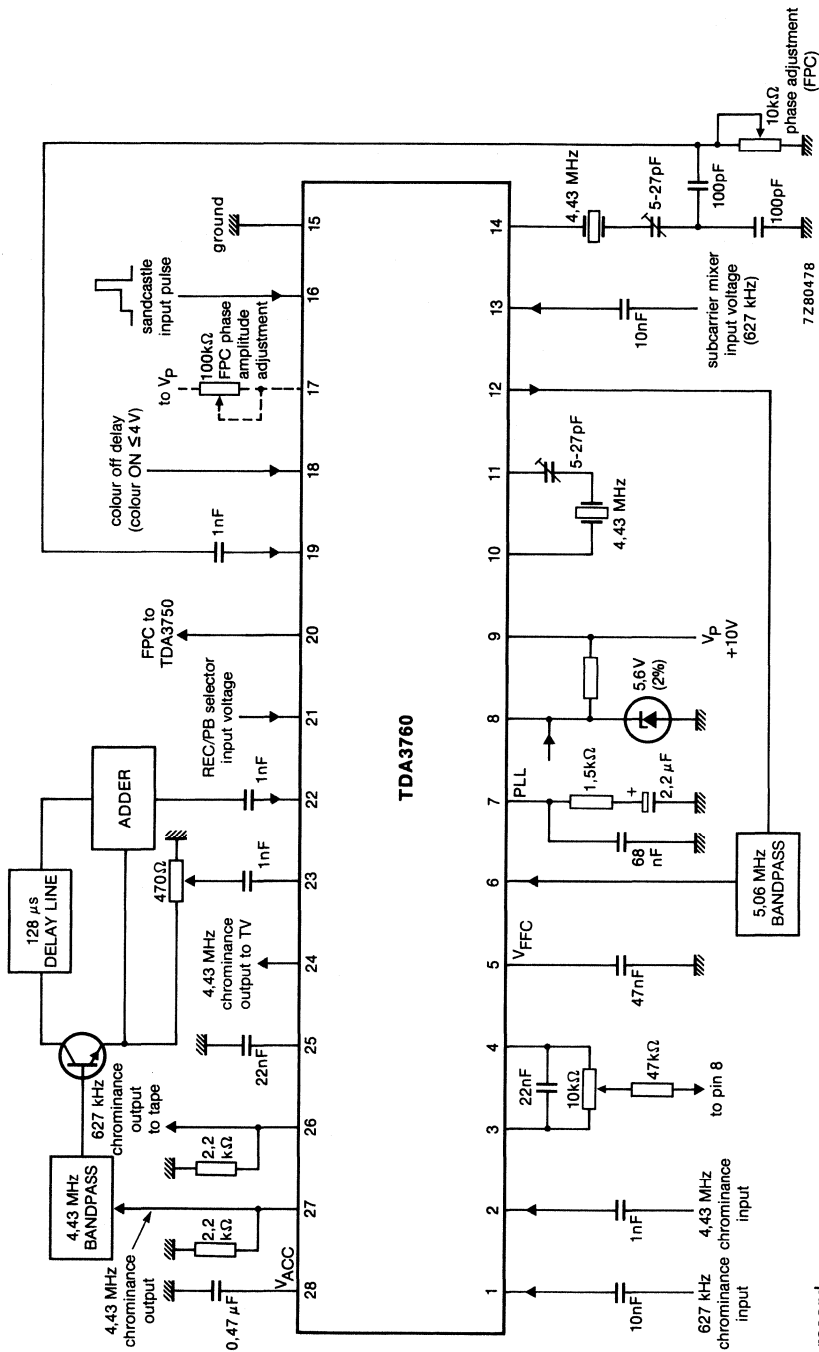 128 μs
DELAY LINE
ADDER
4,43 MHz
BANDPASS
4,43 MHz
chrominance
output
627 kHz
chrominance
output
to tape
470Ω
4,43 MHz
chrominance
output to TV
REC/PB selector
input voltage
FPC to
TDA3750
colour off delay
(colour ON ≤ 4V)
to VP
100kΩ
FPC phase
amplitude
adjustment
sandcastle
input pulse
ground
0,47 μF
2,2
kΩ
2,2
kΩ
22nF
1nF
1nF
1nF
VACC
28
27
26
25
24
23
22
21
20
19
18
17
16
15
TDA3760
1
2
3
4
5
6
7
8
9
10
11
12
13
14
VFFC
PLL
10nF
627 kHz
chrominance
input
1nF
4,43 MHz
chrominance
input
22nF
10kΩ
47kΩ
to pin 8
47nF
5,06 MHz
BANDPASS
68
nF
1,5kΩ
+
2,2 μF
5,6V
(2%)
VP
+10V
4,43 MHz
5-27pF
10nF
subcarrier mixer
input voltage
(627 kHz)
4,43 MHz
5-27pF
100pF
100pF
10kΩ
phase adjustment
(FPC)
7Z80478